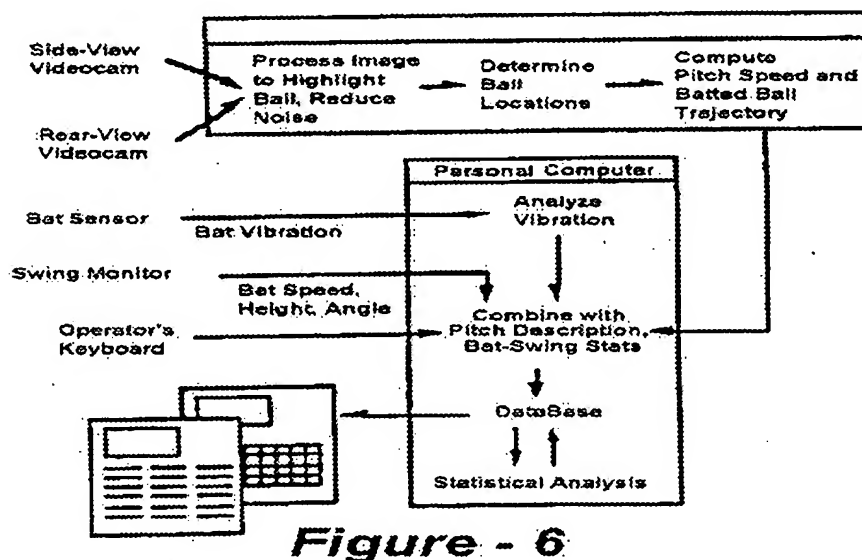 Side-View
Videocam
Process Image
to Highlight
Ball, Reduce
Noise
Determine
Ball
Locations
Compute
Pitch Speed and
Batted Ball
Trajectory
Rear-View
Videocam
Personal Computer
Bat Sensor
Bat Vibration
Analyze
Vibration
Swing Monitor
Bat Speed,
Height, Angle
Operator's
Keyboard
Combine with
Pitch Description,
Bat-Swing Stats
DataBase
Statistical Analysis
Figure - 6